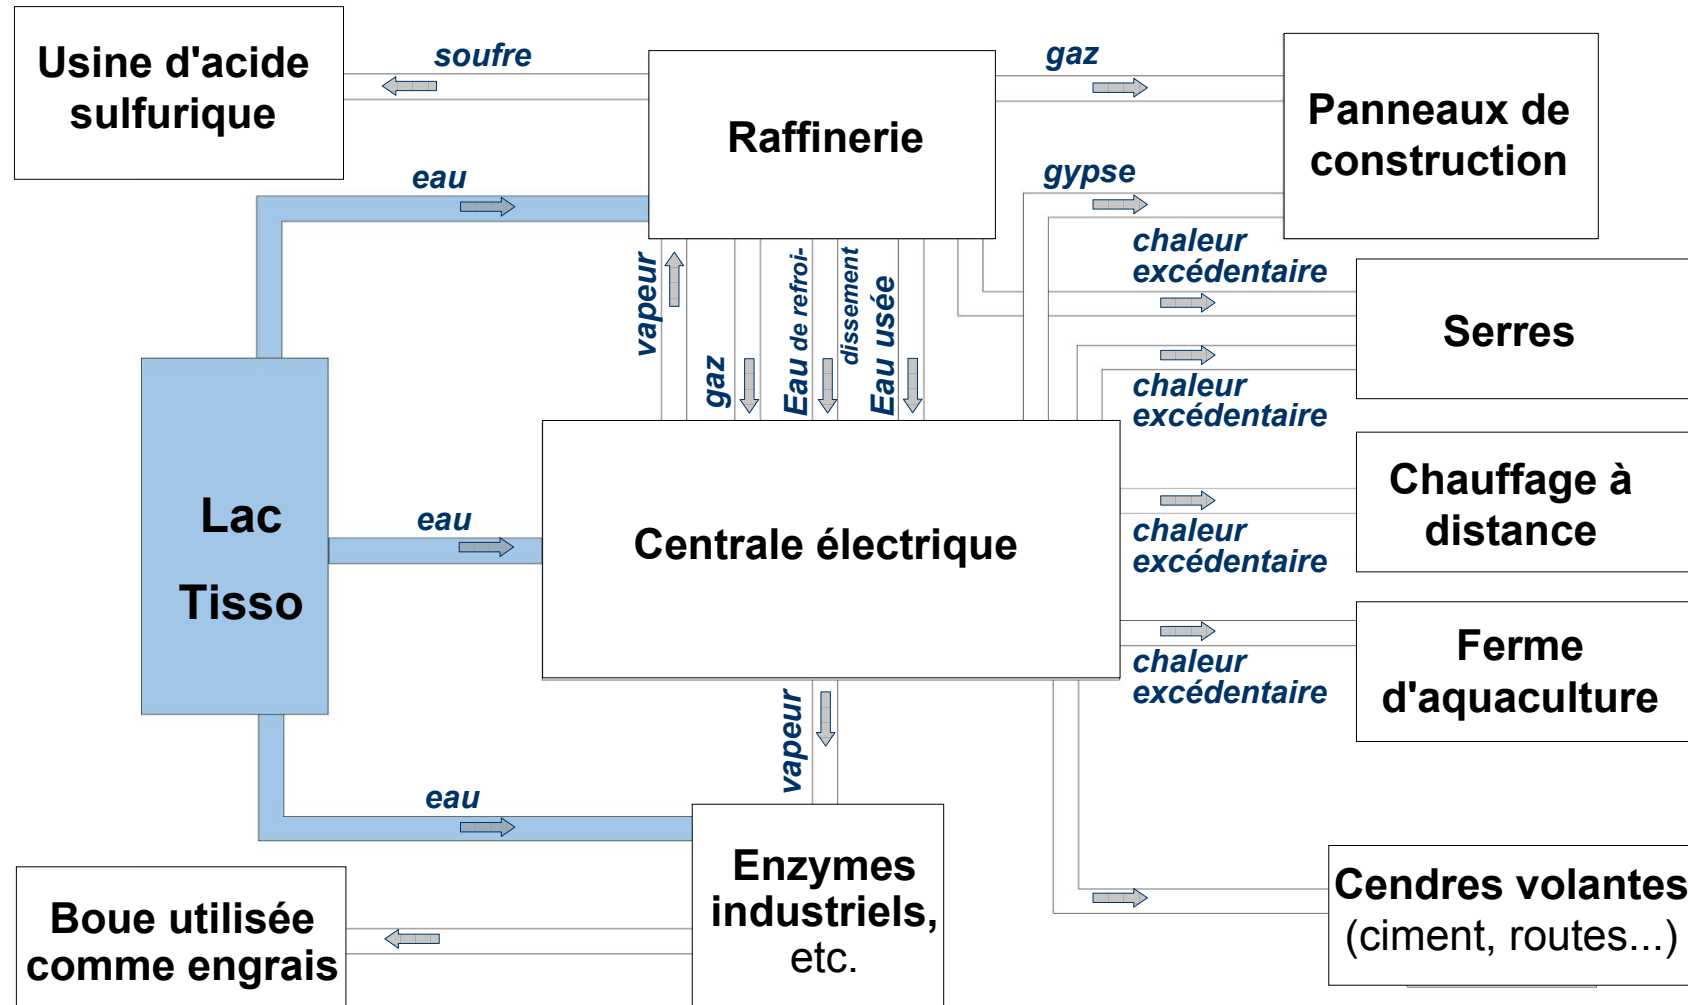 Usine d'acide
sulfurique
soufre
Raffinerie
gaz
Panneaux de
construction
eau
gypse
chaleur
excédentaire
vapeur
gaz
Eau de refroi-
dissement
Eau usée
Serres
chaleur
excédentaire
Lac
Tisso
eau
Centrale électrique
Chauffage à
distance
chaleur
excédentaire
Ferme
d'aquaculture
chaleur
excédentaire
vapeur
eau
Enzymes
industriels,
etc.
Boue utilisée
comme engrais
Cendres volantes
(ciment, routes...)